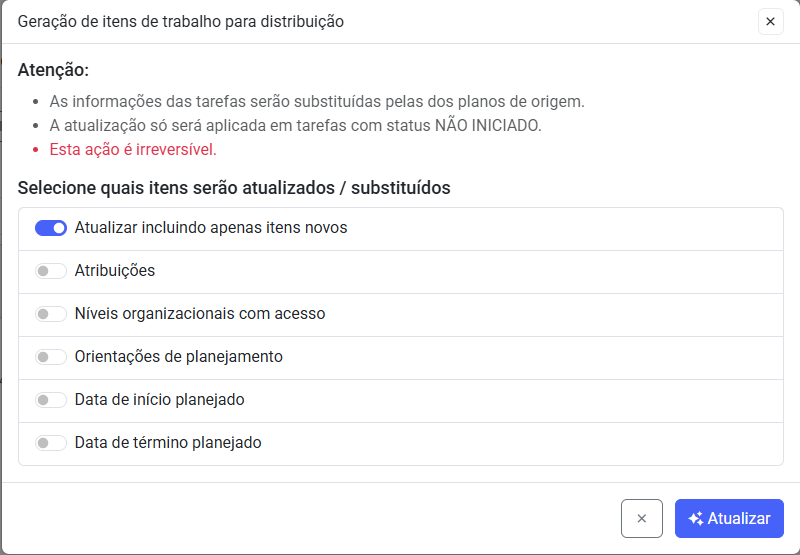 Geração de itens de trabalho para distribuição
Atenção:
As informações das tarefas serão substituídas pelas dos planos de origem.
A atualização só será aplicada em tarefas com status NÃO INICIADO.
Esta ação é irreversível.
Selecione quais itens serão atualizados / substituídos
Atualizar incluindo apenas itens novos
Atribuições
Níveis organizacionais com acesso
Orientações de planejamento
Data de início planejado
Data de término planejado
Atualizar